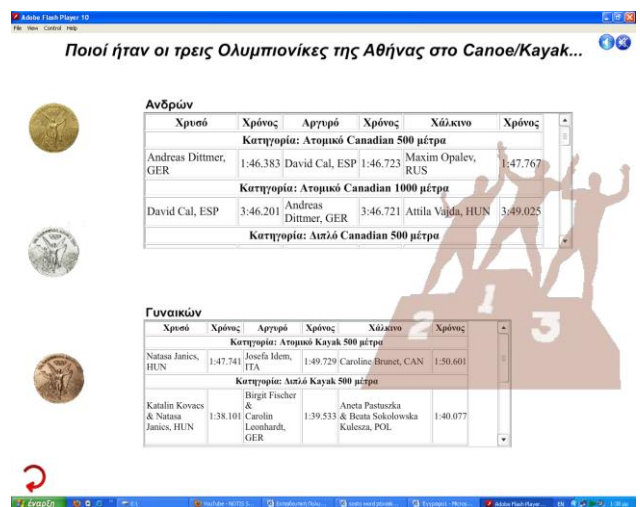 Adobe Flash Player 10
File View Control Help
Ποιοί ήταν οι τρεις Ολυμπιονίκες της Αθήνας στο Canoe/Kayak...
Ανδρών
Χρυσό Χρόνος Αργυρό Χρόνος Χάλκινο Χρόνος
Κατηγορία: Ατομικό Canadian 500 μέτρα
Andreas Dittmer, GER 1:46.383 David Cal, ESP 1:46.723 Maxim Opalev, RUS 1:47.767
Κατηγορία: Ατομικό Canadian 1000 μέτρα
David Cal, ESP 3:46.201 Andreas Dittmer, GER 3:46.721 Attila Vajda, HUN 3:49.025
Κατηγορία: Διπλό Canadian 500 μέτρα
2 1 3
Γυναικών
Χρυσό Χρόνος Αργυρό Χρόνος Χάλκινο Χρόνος
Κατηγορία: Ατομικό Kayak 500 μέτρα
Natasa Janics, HUN 1:47.741 Josefa Idem, ITA 1:49.729 Caroline Brunet, CAN 1:50.601
Κατηγορία: Διπλό Kayak 500 μέτρα
Katalin Kovacs & Natasa Janics, HUN 1:38.101 Birgit Fischer & Carolin Leonhardt, GER 1:39.533 Aneta Pastuszka & Beata Sokolowska Kulesza, POL 1:40.077
έναρξη YouTube - NOTIS S... Adobe Flash Player... EN